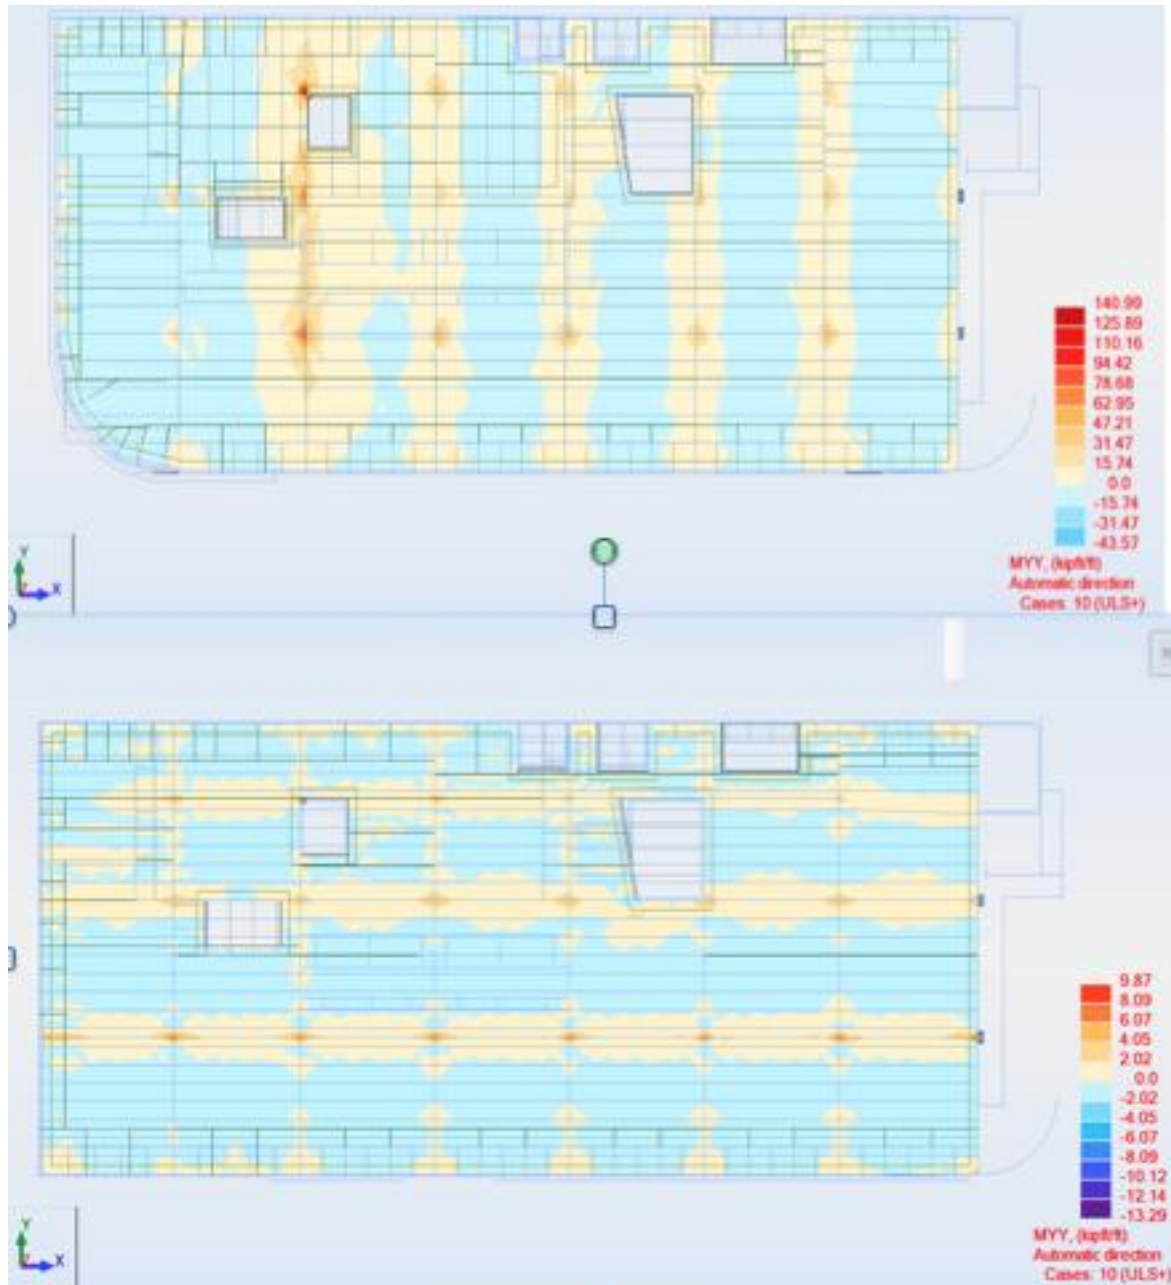 140.99
125.89
110.16
94.42
78.68
62.95
47.21
31.47
15.74
0.0
-15.74
-31.47
-43.57
MYY, (kipft/ft)
Automatic direction
Cases: 10 (ULS+)
Y
X
9.87
8.09
6.07
4.05
2.02
0.0
-2.02
-4.05
-6.07
-8.09
-10.12
-12.14
-13.29
MYY, (kipft/ft)
Automatic direction
Cases: 10 (ULS+)
Y
X